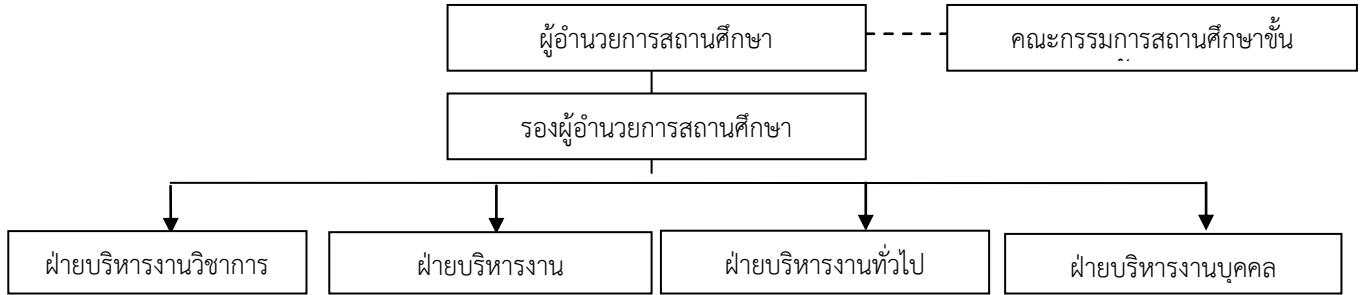 ผู้อำนวยการสถานศึกษา
คณะกรรมการสถานศึกษาขั้น
รองผู้อำนวยการสถานศึกษา
ฝ่ายบริหารงานวิชาการ
ฝ่ายบริหารงาน
ฝ่ายบริหารงานทั่วไป
ฝ่ายบริหารงานบุคคล